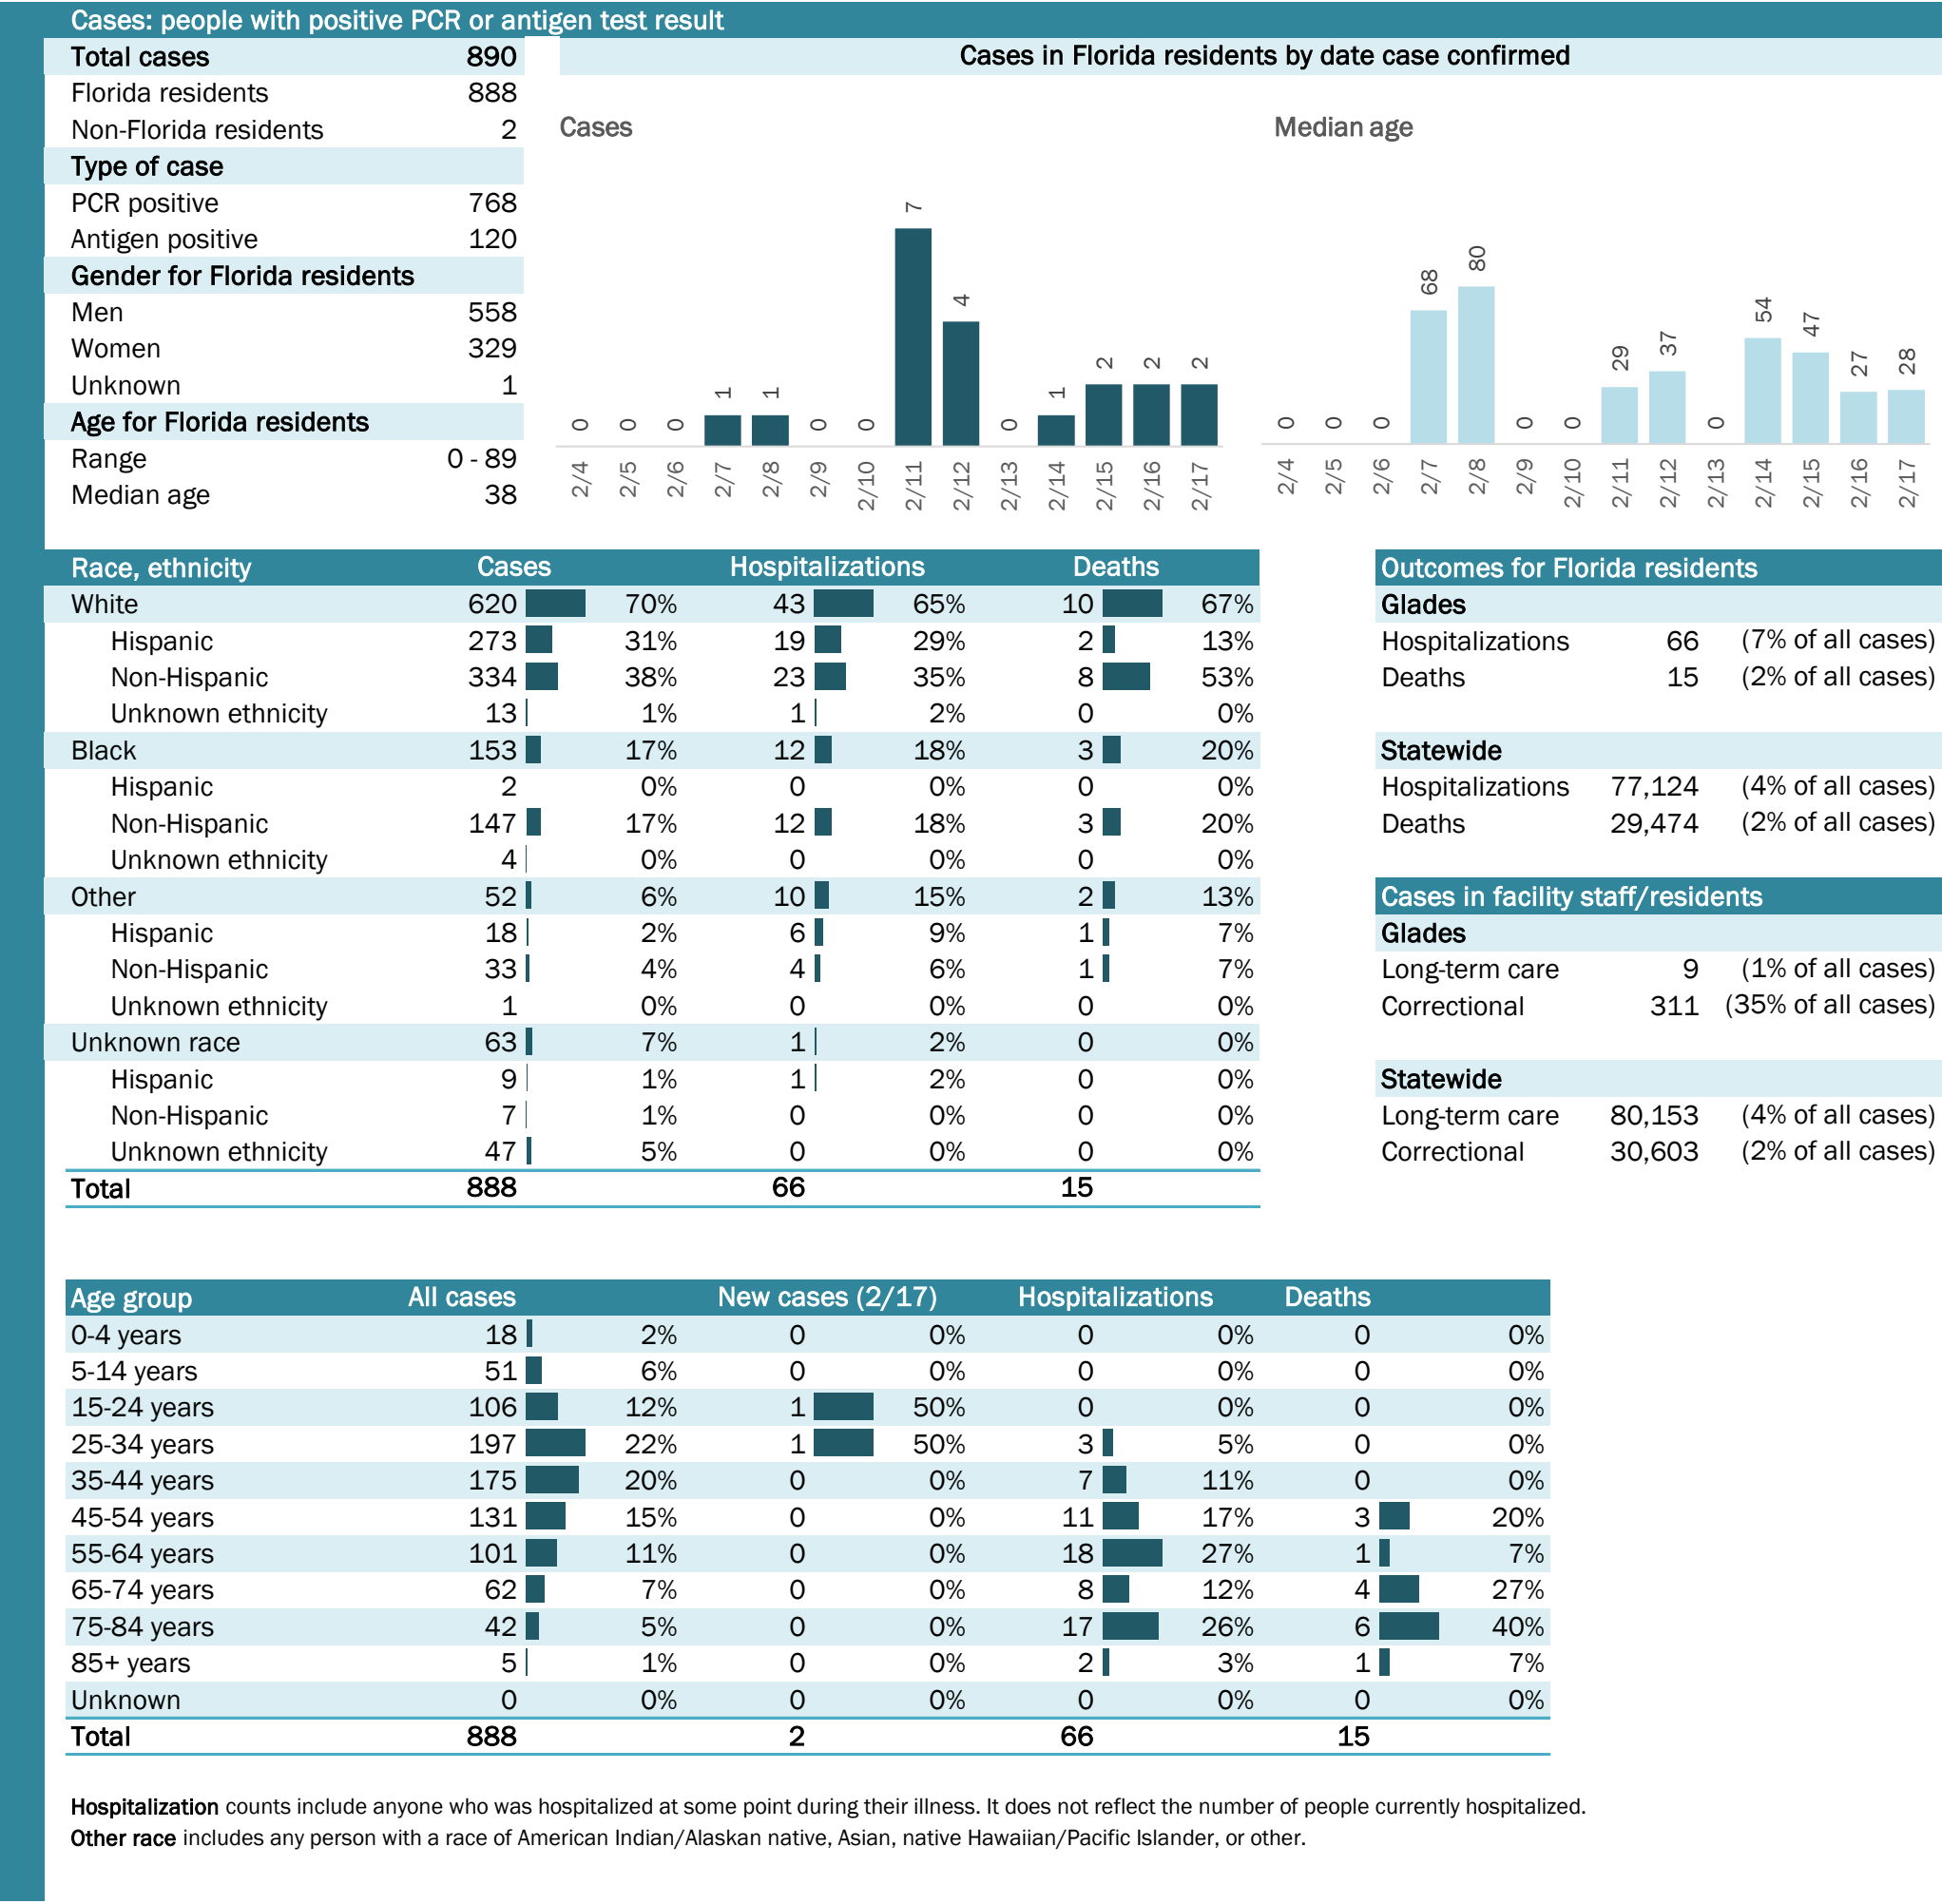 Cases: people with positive PCR or antigen test result
Total cases 890
Florida residents 888
Non-Florida residents 2
Type of case
PCR positive 768
Antigen positive 120
Gender for Florida residents
Men 558
Women 329
Unknown 1
Age for Florida residents
Range 0 - 89
Median age 38
Cases in Florida residents by date case confirmed
Cases
0 0 0 1 1 0 0 7 4 0 1 2 2 2
2/4 2/5 2/6 2/7 2/8 2/9 2/10 2/11 2/12 2/13 2/14 2/15 2/16 2/17
Median age
0 0 0 68 80 0 0 29 37 0 54 47 27 28
2/4 2/5 2/6 2/7 2/8 2/9 2/10 2/11 2/12 2/13 2/14 2/15 2/16 2/17
Race, ethnicity Cases Hospitalizations Deaths
White 620 70% 43 65% 10 67%
Hispanic 273 31% 19 29% 2 13%
Non-Hispanic 334 38% 23 35% 8 53%
Unknown ethnicity 13 1% 1 2% 0 0%
Black 153 17% 12 18% 3 20%
Hispanic 2 0% 0 0% 0 0%
Non-Hispanic 147 17% 12 18% 3 20%
Unknown ethnicity 4 0% 0 0% 0 0%
Other 52 6% 10 15% 2 13%
Hispanic 18 2% 6 9% 1 7%
Non-Hispanic 33 4% 4 6% 1 7%
Unknown ethnicity 1 0% 0 0% 0 0%
Unknown race 63 7% 1 2% 0 0%
Hispanic 9 1% 1 2% 0 0%
Non-Hispanic 7 1% 0 0% 0 0%
Unknown ethnicity 47 5% 0 0% 0 0%
Total 888 66 15
Outcomes for Florida residents
Glades
Hospitalizations 66 (7% of all cases)
Deaths 15 (2% of all cases)
Statewide
Hospitalizations 77,124 (4% of all cases)
Deaths 29,474 (2% of all cases)
Cases in facility staff/residents
Glades
Long-term care 9 (1% of all cases)
Correctional 311 (35% of all cases)
Statewide
Long-term care 80,153 (4% of all cases)
Correctional 30,603 (2% of all cases)
Age group All cases New cases (2/17) Hospitalizations Deaths
0-4 years 18 2% 0 0% 0 0% 0 0%
5-14 years 51 6% 0 0% 0 0% 0 0%
15-24 years 106 12% 1 50% 0 0% 0 0%
25-34 years 197 22% 1 50% 3 5% 0 0%
35-44 years 175 20% 0 0% 7 11% 0 0%
45-54 years 131 15% 0 0% 11 17% 3 20%
55-64 years 101 11% 0 0% 18 27% 1 7%
65-74 years 62 7% 0 0% 8 12% 4 27%
75-84 years 42 5% 0 0% 17 26% 6 40%
85+ years 5 1% 0 0% 2 3% 1 7%
Unknown 0 0% 0 0% 0 0% 0 0%
Total 888 2 66 15
Hospitalization counts include anyone who was hospitalized at some point during their illness. It does not reflect the number of people currently hospitalized.
Other race includes any person with a race of American Indian/Alaskan native, Asian, native Hawaiian/Pacific Islander, or other.